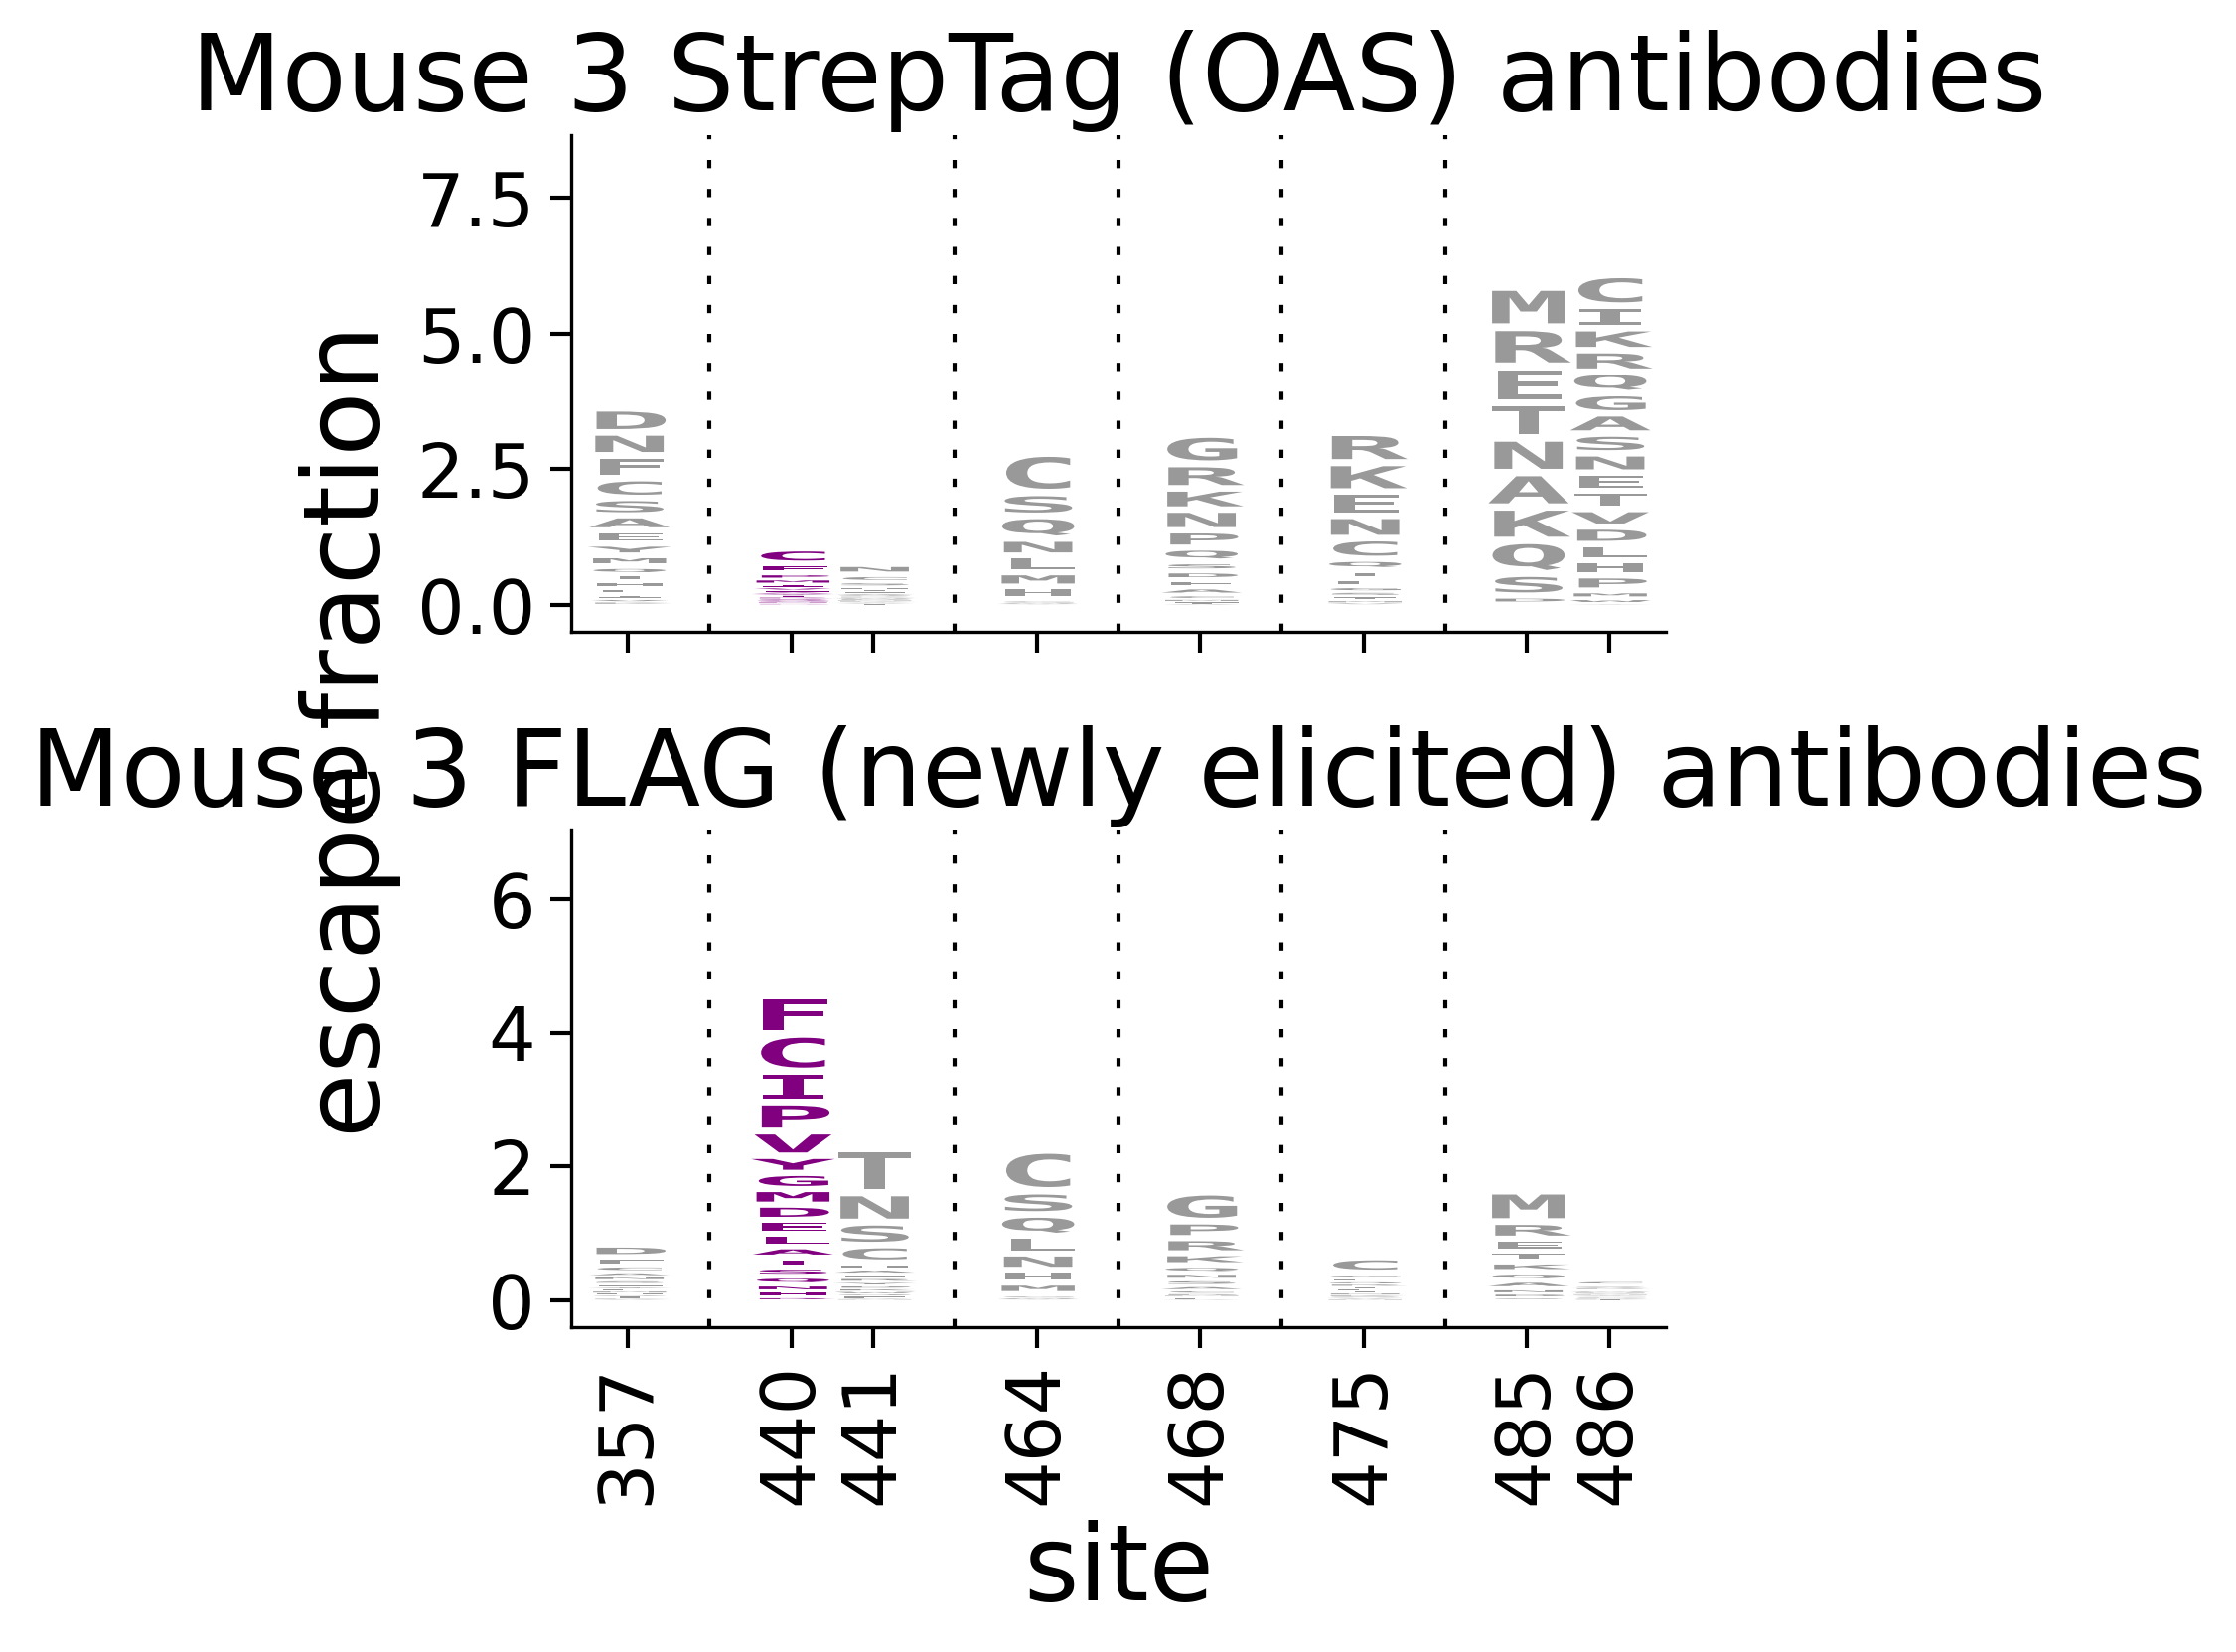 Mouse 3 StrepTag (OAS) antibodies
7.5
5.0
2.5
0.0
escape fraction
D N F C S A E Y M
G
N
C S Q N L M H
G R K N P Q
R K E N C Q
M R E T N A K Q S D
C I K R Q G A S N E T V D L H P M
Mouse 3 FLAG (newly elicited) antibodies
6
4
2
0
F C I P V Y G M D E L A T S Q N H
T N S C
C S Q L N H M
G P R K
C
M R E T K Q A
357 440 441 464 468 475 485 486
site